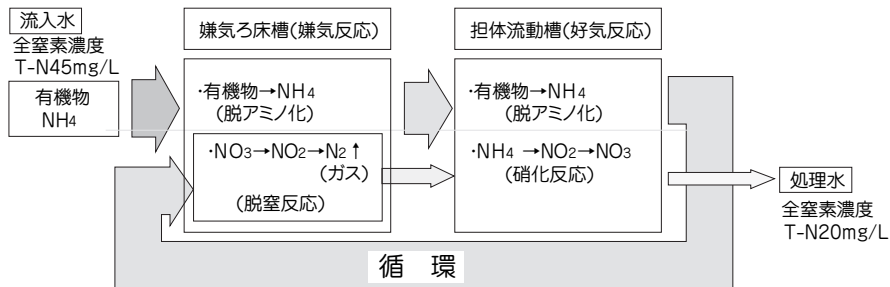 流入水
全窒素濃度
T-N45mg/L
有機物
NH4
嫌気ろ床槽(嫌気反応)
・有機物→NH4
(脱アミノ化)
・NO3→NO2→N2↑
(ガス)
(脱窒反応)
担体流動槽(好気反応)
・有機物→NH4
(脱アミノ化)
・NH4 →NO2→NO3
(硝化反応)
処理水
全窒素濃度
T-N20mg/L
循 環